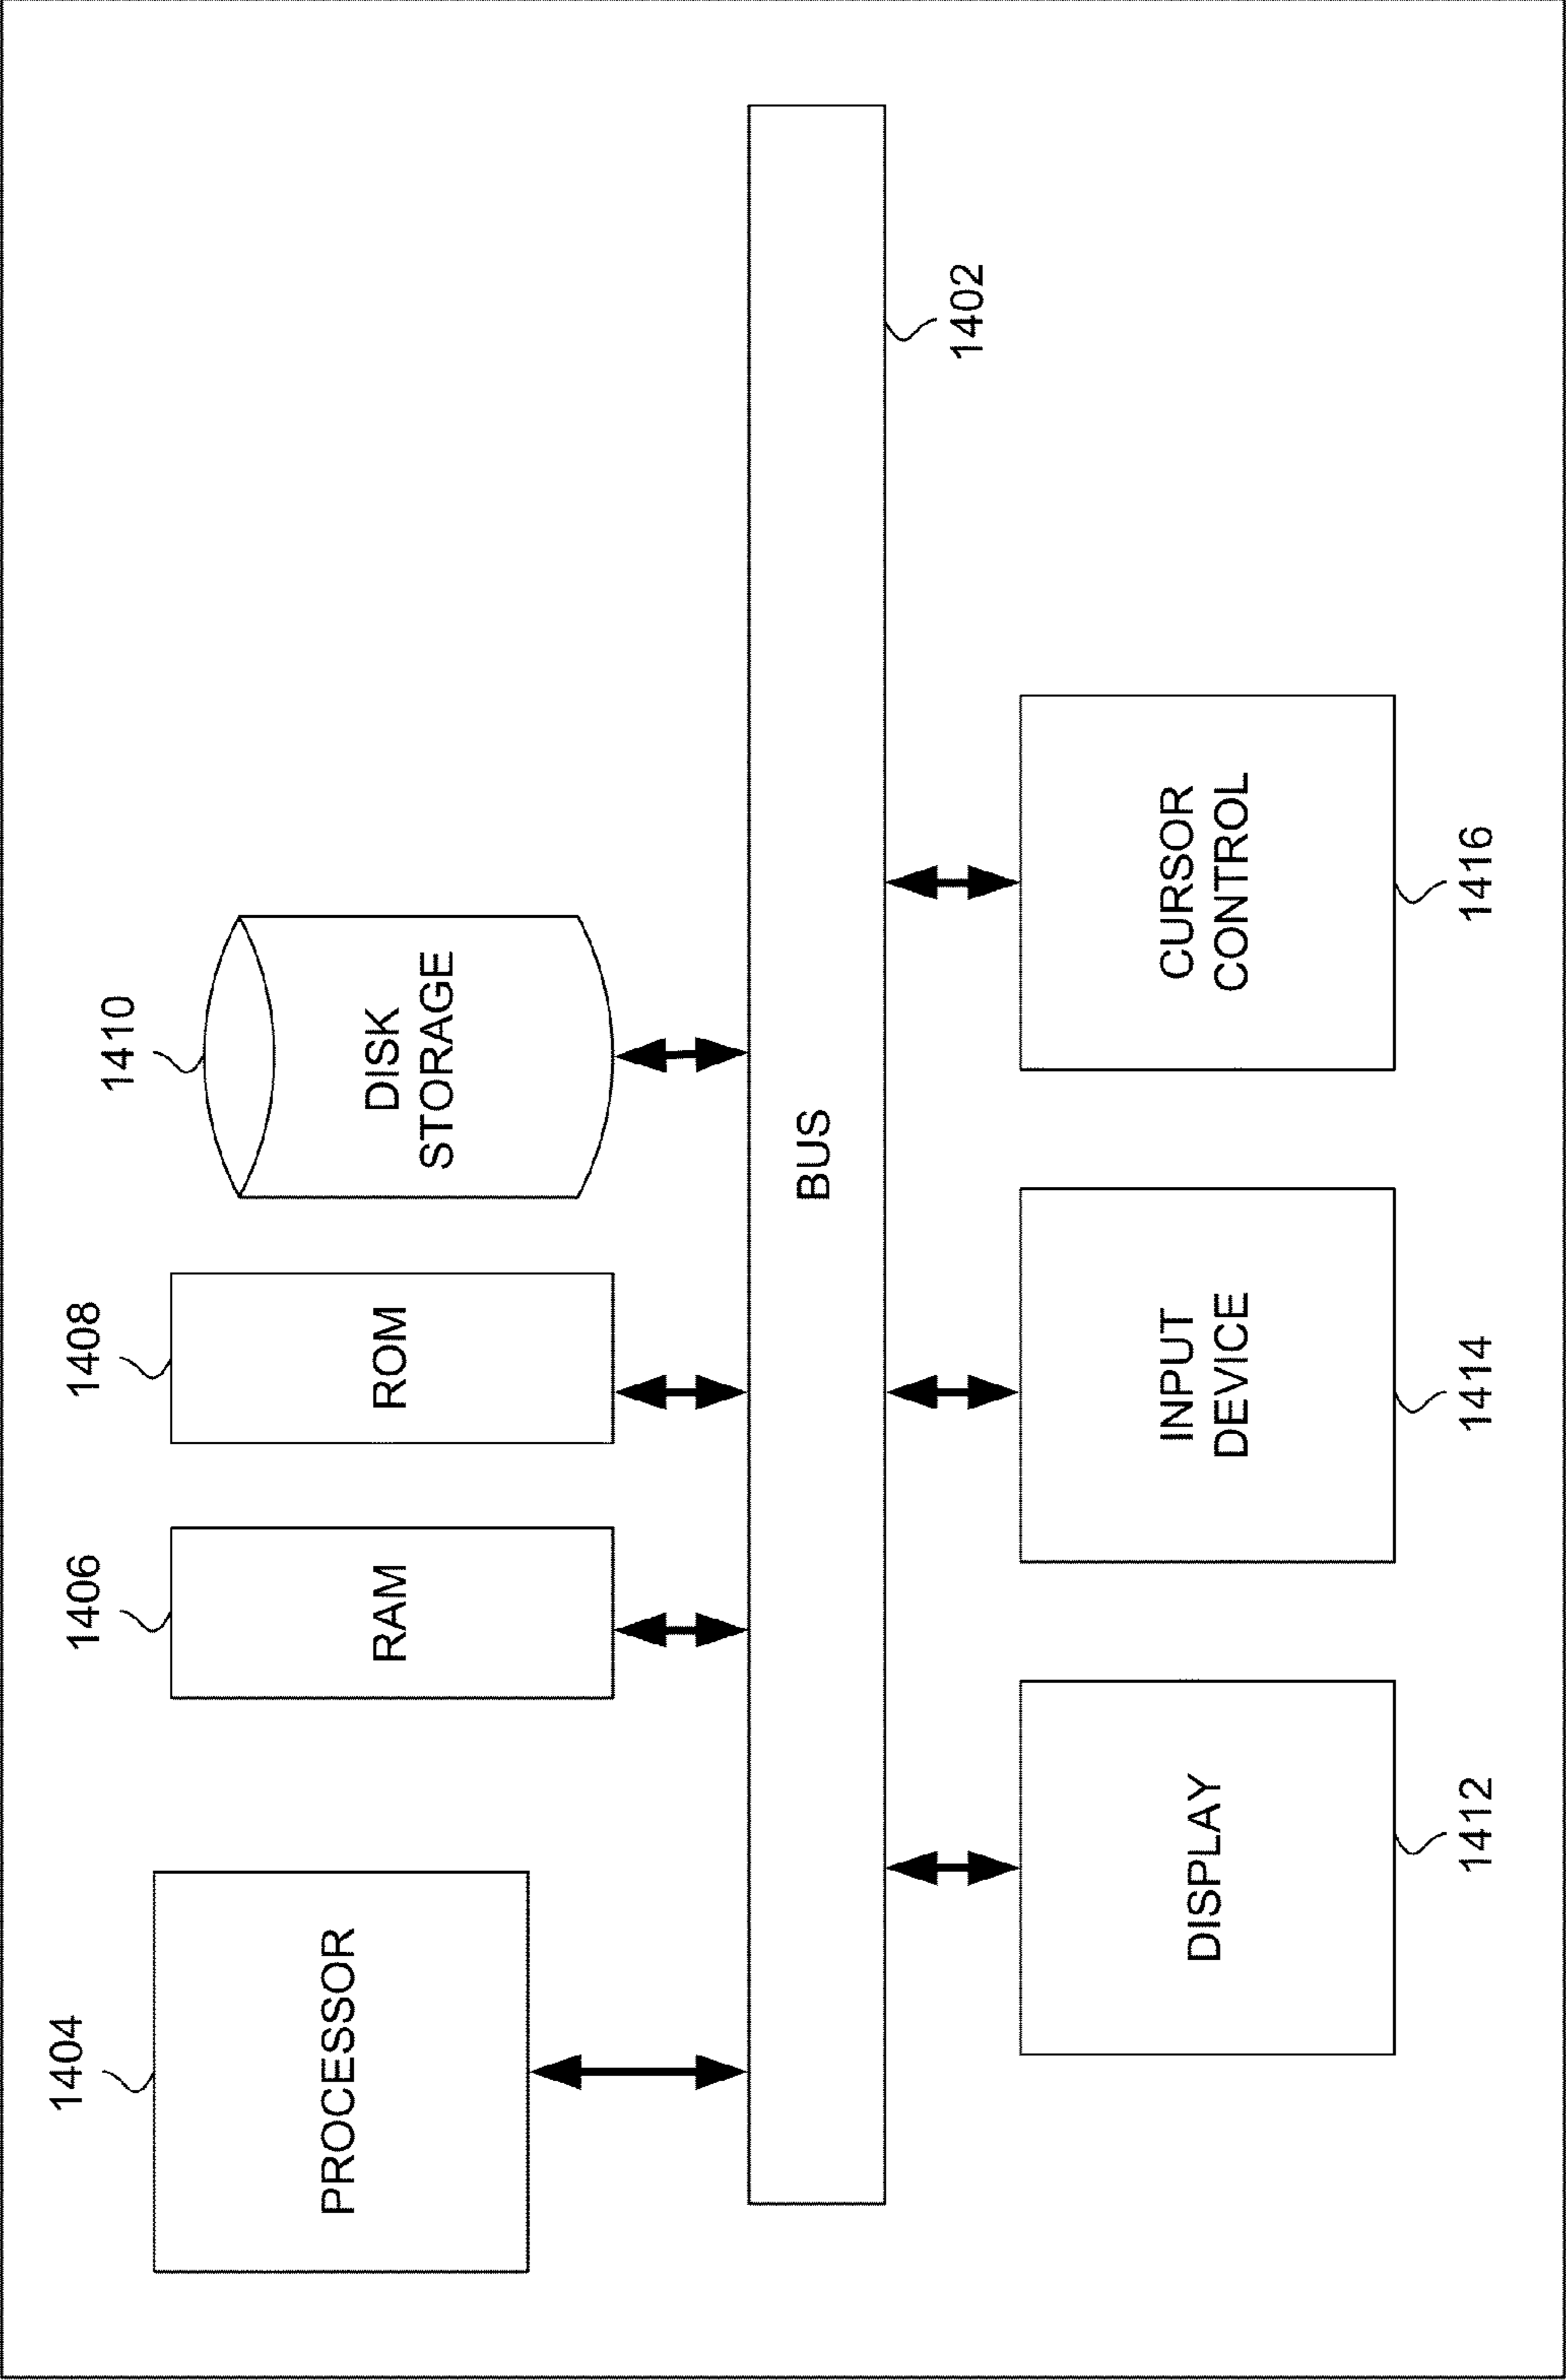 1404
PROCESSOR
1406
RAM
1408
ROM
1410
DISK
STORAGE
BUS
1402
DISPLAY
1412
INPUT
DEVICE
1414
CURSOR
CONTROL
1416